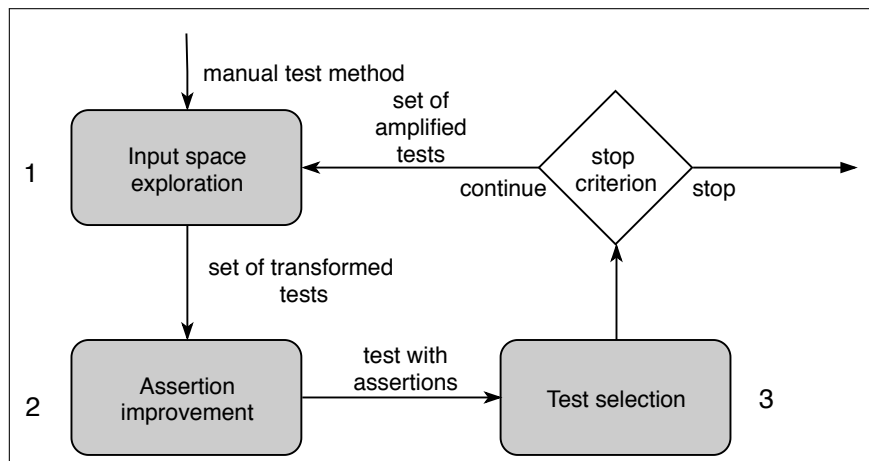 manual test method
1
Input space
exploration
set of
amplified
tests
continue
stop
criterion
stop
set of transformed
tests
2
Assertion
improvement
test with
assertions
Test selection
3